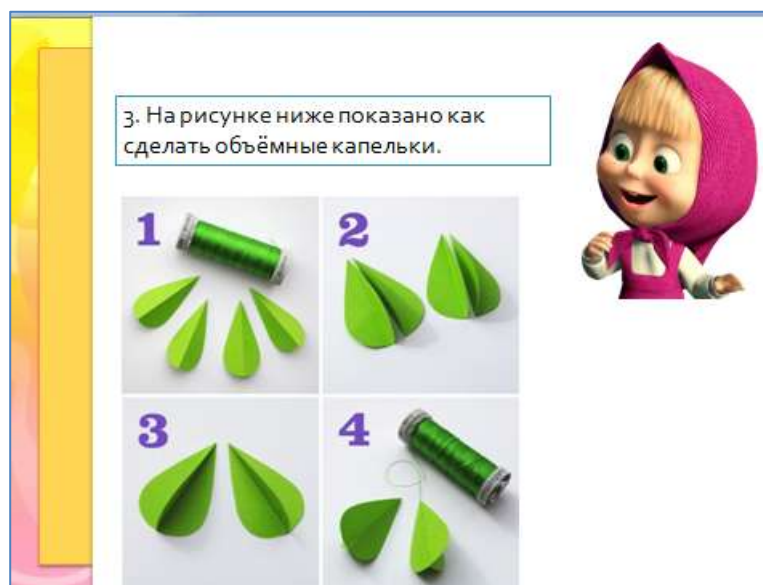 3. На рисунке ниже показано как
сделать объёмные капельки.
1
2
3
4